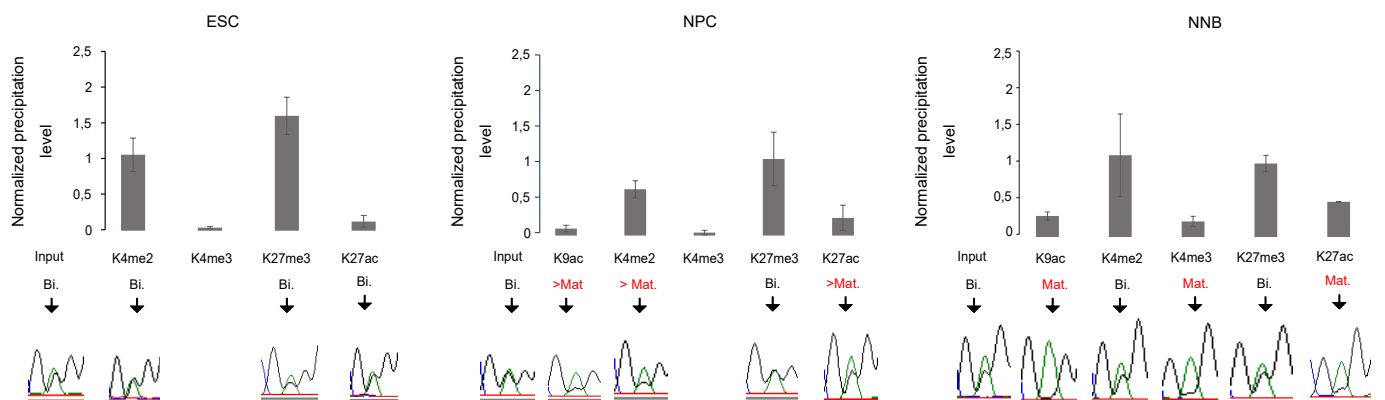 ESC
Normalized precipitation
level
2,5
2
1,5
1
0,5
0
Input K4me2 K4me3 K27me3 K27ac
Bi. Bi. Bi. Bi.
NPC
Normalized precipitation
level
2,5
2
1,5
1
0,5
0
Input K9ac K4me2 K4me3 K27me3 K27ac
Bi. >Mat > Mat. Bi. >Mat.
NNB
Normalized precipitation
level
2,5
2
1,5
1
0,5
0
Input K9ac K4me2 K4me3 K27me3 K27ac
Bi. Mat. Bi. Mat. Bi. Mat.